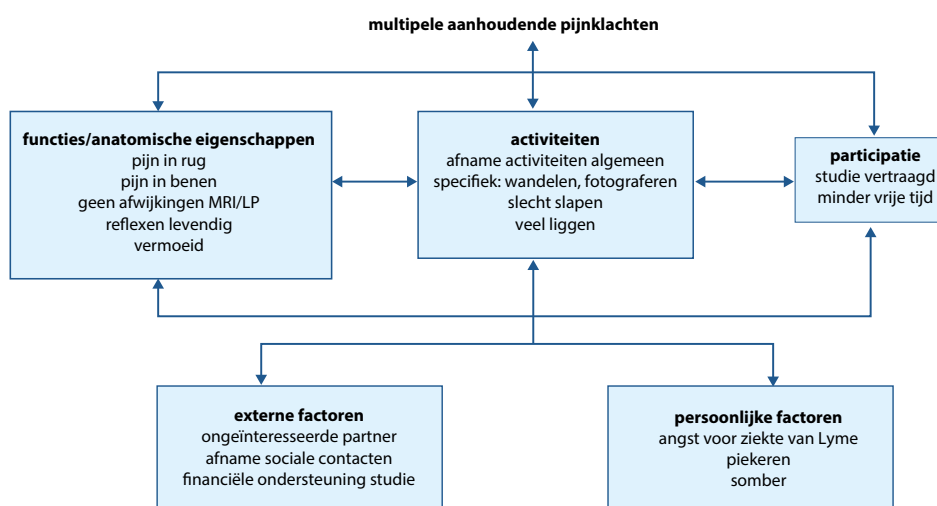 multipele aanhoudende pijnklachten
functies/anatomische eigenschappen
pijn in rug
pijn in benen
geen afwijkingen MRI/LP
reflexen levendig
vermoeid
activiteiten
afname activiteiten algemeen
specifiek: wandelen, fotograferen
slecht slapen
veel liggen
participatie
studie vertraagd
minder vrije tijd
externe factoren
ongeïnteresseerde partner
afname sociale contacten
financiële ondersteuning studie
persoonlijke factoren
angst voor ziekte van Lyme
piekeren
somber